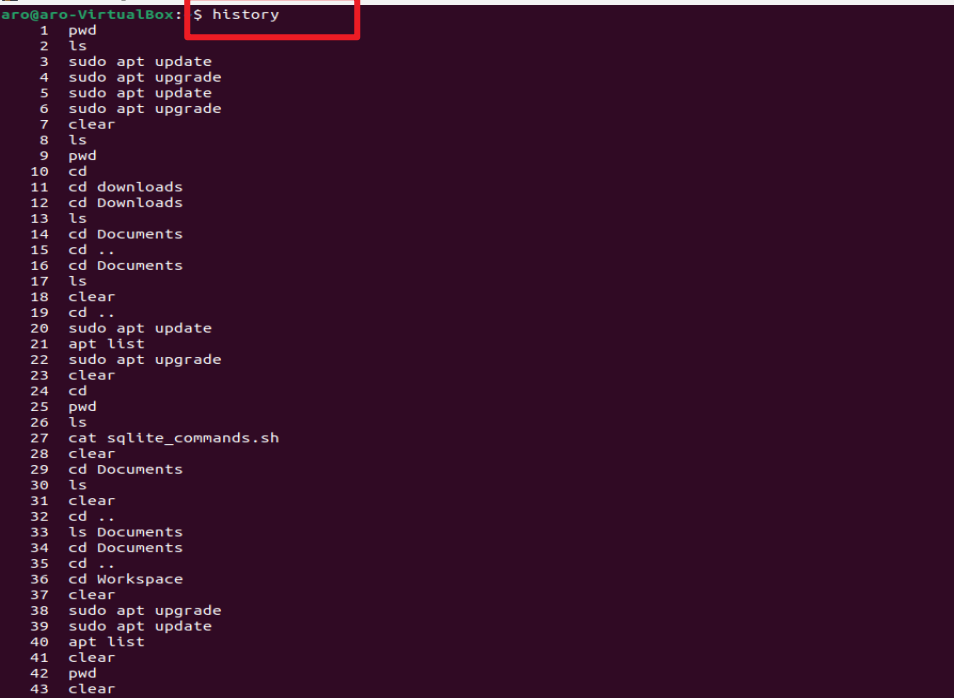 aro@aro-VirtualBox: $ history
1 pwd
2 ls
3 sudo apt update
4 sudo apt upgrade
5 sudo apt update
6 sudo apt upgrade
7 clear
8 ls
9 pwd
10 cd
11 cd downloads
12 cd Downloads
13 ls
14 cd Documents
15 cd ..
16 cd Documents
17 ls
18 clear
19 cd ..
20 sudo apt update
21 apt list
22 sudo apt upgrade
23 clear
24 cd
25 pwd
26 ls
27 cat sqlite_commands.sh
28 clear
29 cd Documents
30 ls
31 clear
32 cd ..
33 ls Documents
34 cd Documents
35 cd ..
36 cd Workspace
37 clear
38 sudo apt upgrade
39 sudo apt update
40 apt list
41 clear
42 pwd
43 clear